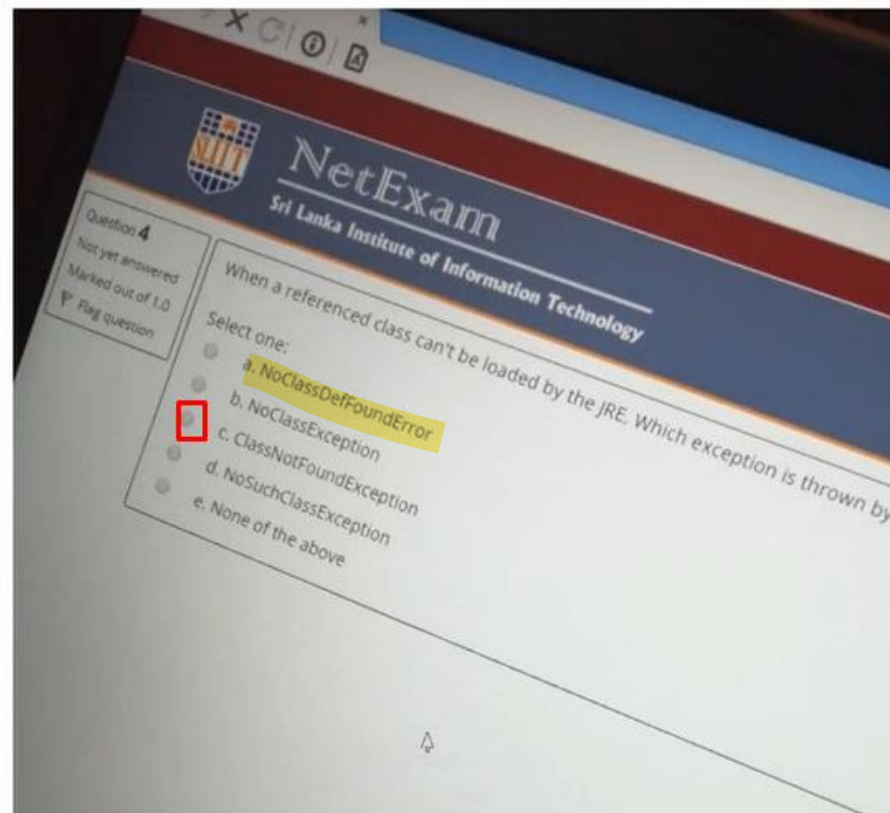 SLIIT
NetExam
Sri Lanka Institute of Information Technology
Question 4
Not yet answered
Marked out of 1.0
Flag question
When a referenced class can't be loaded by the JRE. Which exception is thrown by
Select one:
a. NoClassDefFoundError
b. NoClassException
c. ClassNotFoundException
d. NoSuchClassException
e. None of the above